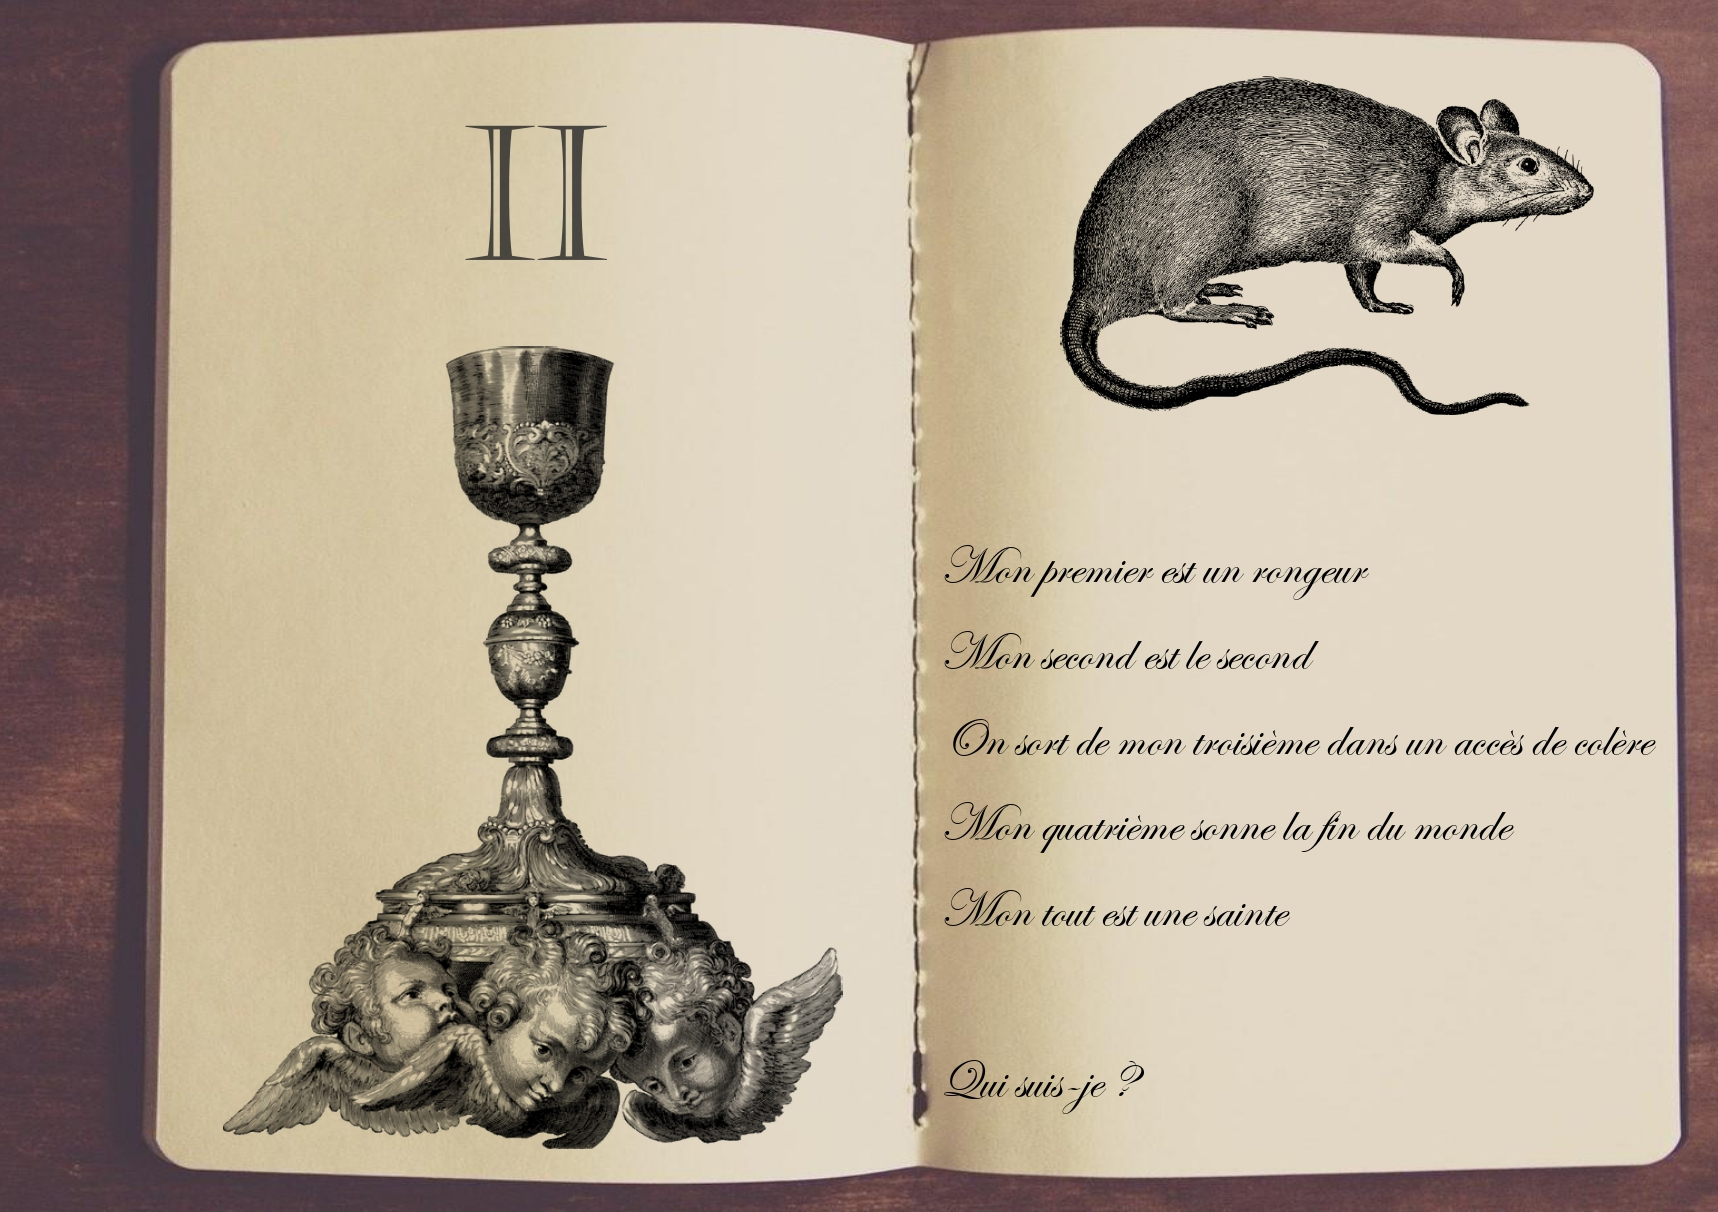 II
Mon premier est un rongeur
Mon second est le second
On sort de mon troisième dans un accès de colère
Mon quatrième sonne la fin du monde
Mon tout est une sainte
Qui suis-je ?